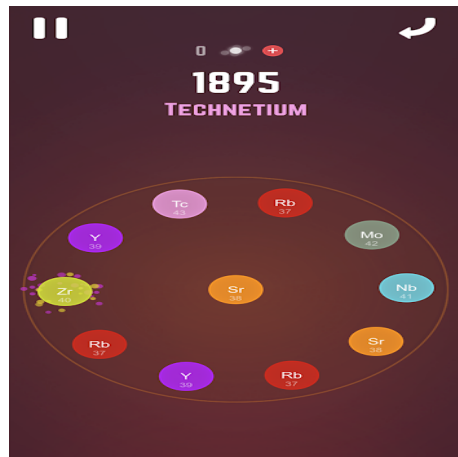 0
1895
TECHNETIUM
Tc
43
Rb
37
Y
39
Mo
42
Zr
40
Sr
38
Nb
41
Rb
37
Sr
38
Y
39
Rb
37